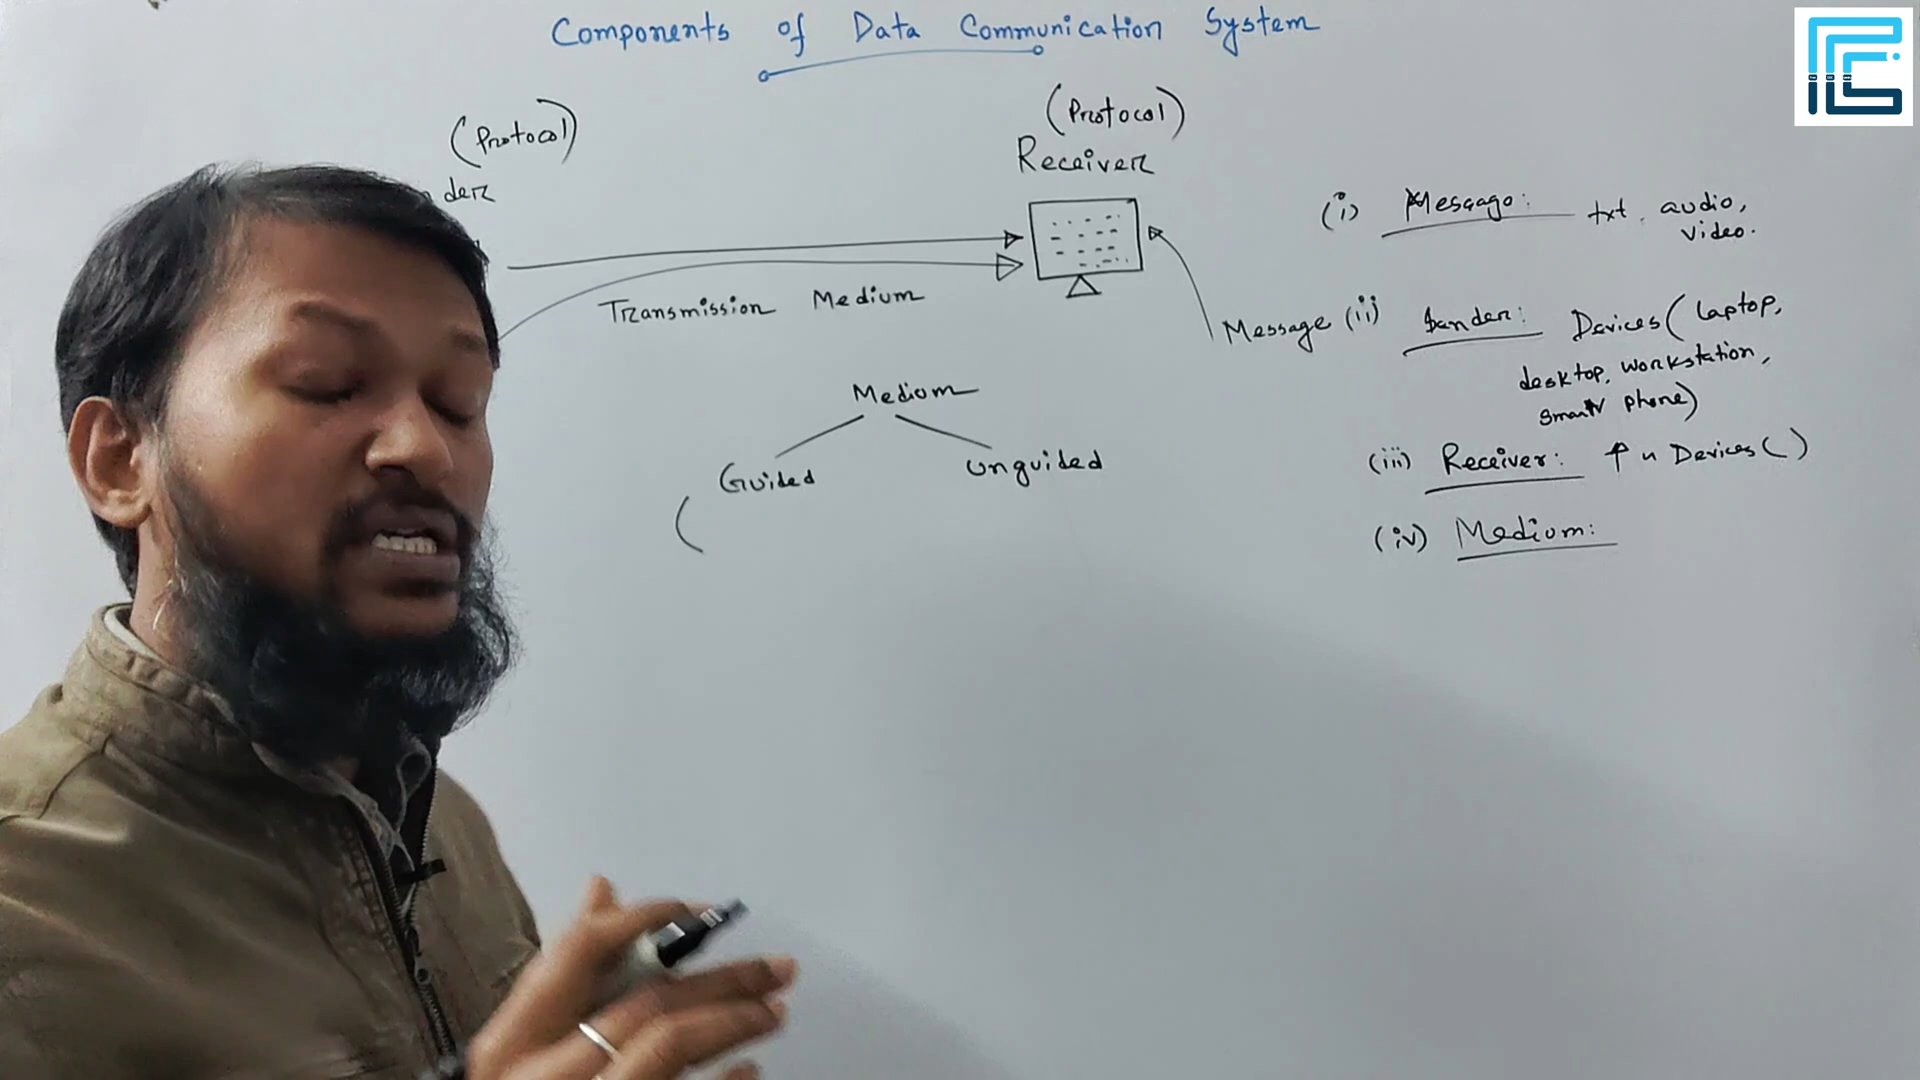 Components of Data Communication System
(Protocol)
(Protocol)
der
Receiver
Transmission Medium
Message
Medium
Guided
Unguided
(
(i) Message: txt, audio,
video.
(ii) Sender: Devices (laptop,
desktop, workstation,
smart phone)
(iii) Receiver: ↑ " Devices ( )
(iv) Medium: